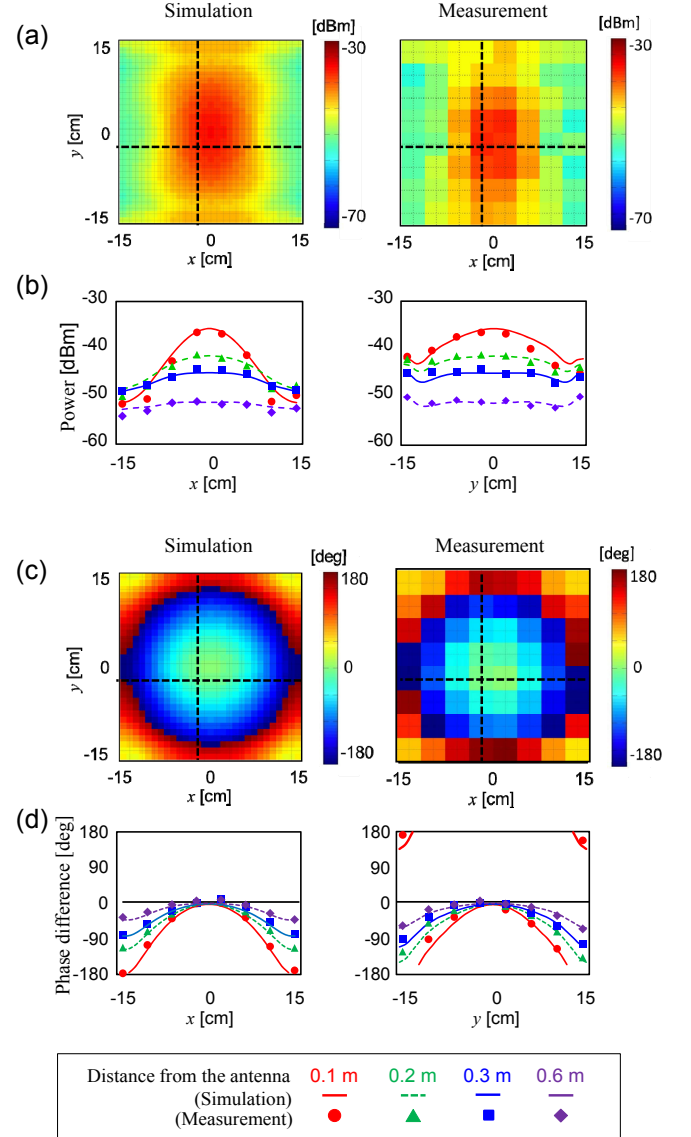 Simulation Measurement
(a)
[dBm] [dBm]
-30 -30
15
y [cm]
0
-15
-70 -70
-15 0 15 -15 0 15
x [cm] x [cm]
(b)
Power [dBm]
-30 -30
-40 -40
-50 -50
-60 -60
-15 0 15 -15 0 15
x [cm] y [cm]
Simulation Measurement
(c)
[deg] [deg]
180 180
15
y [cm]
0 0 0
-15
-180 -180
-15 0 15 -15 0 15
x [cm] x [cm]
(d)
Phase difference [deg]
180 180
90 90
0 0
-90 -90
-180 -180
-15 0 15 -15 0 15
x [cm] y [cm]
Distance from the antenna 0.1 m 0.2 m 0.3 m 0.6 m
(Simulation)
(Measurement)